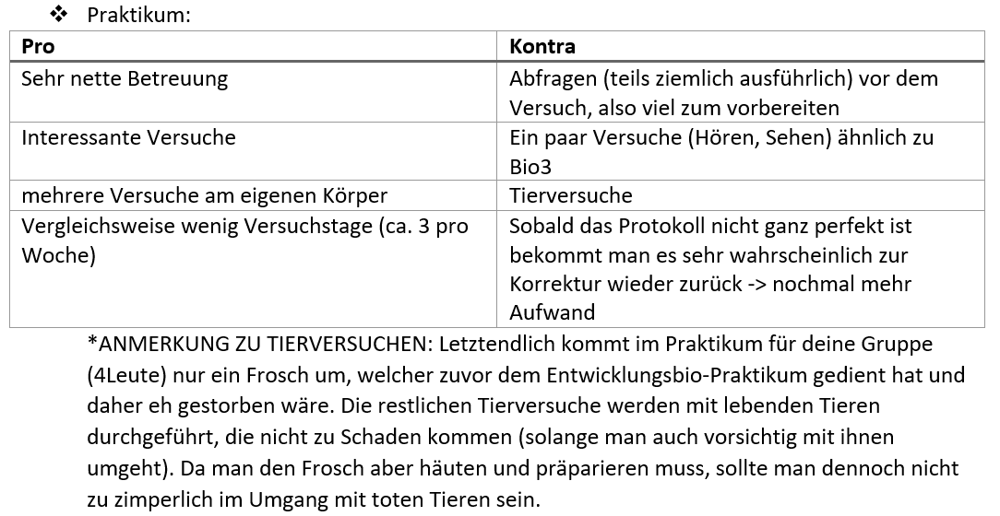 ❖ Praktikum:
Pro
Kontra
Sehr nette Betreuung
Abfragen (teils ziemlich ausführlich) vor dem
Versuch, also viel zum vorbereiten
Interessante Versuche
Ein paar Versuche (Hören, Sehen) ähnlich zu
Bio3
mehrere Versuche am eigenen Körper
Tierversuche
Vergleichsweise wenig Versuchstage (ca. 3 pro
Woche)
Sobald das Protokoll nicht ganz perfekt ist
bekommt man es sehr wahrscheinlich zur
Korrektur wieder zurück -> nochmal mehr
Aufwand
*ANMERKUNG ZU TIERVERSUCHEN: Letztendlich kommt im Praktikum für deine Gruppe
(4Leute) nur ein Frosch um, welcher zuvor dem Entwicklungsbio-Praktikum gedient hat und
daher eh gestorben wäre. Die restlichen Tierversuche werden mit lebenden Tieren
durchgeführt, die nicht zu Schaden kommen (solange man auch vorsichtig mit ihnen
umgeht). Da man den Frosch aber häuten und präparieren muss, sollte man dennoch nicht
zu zimperlich im Umgang mit toten Tieren sein.